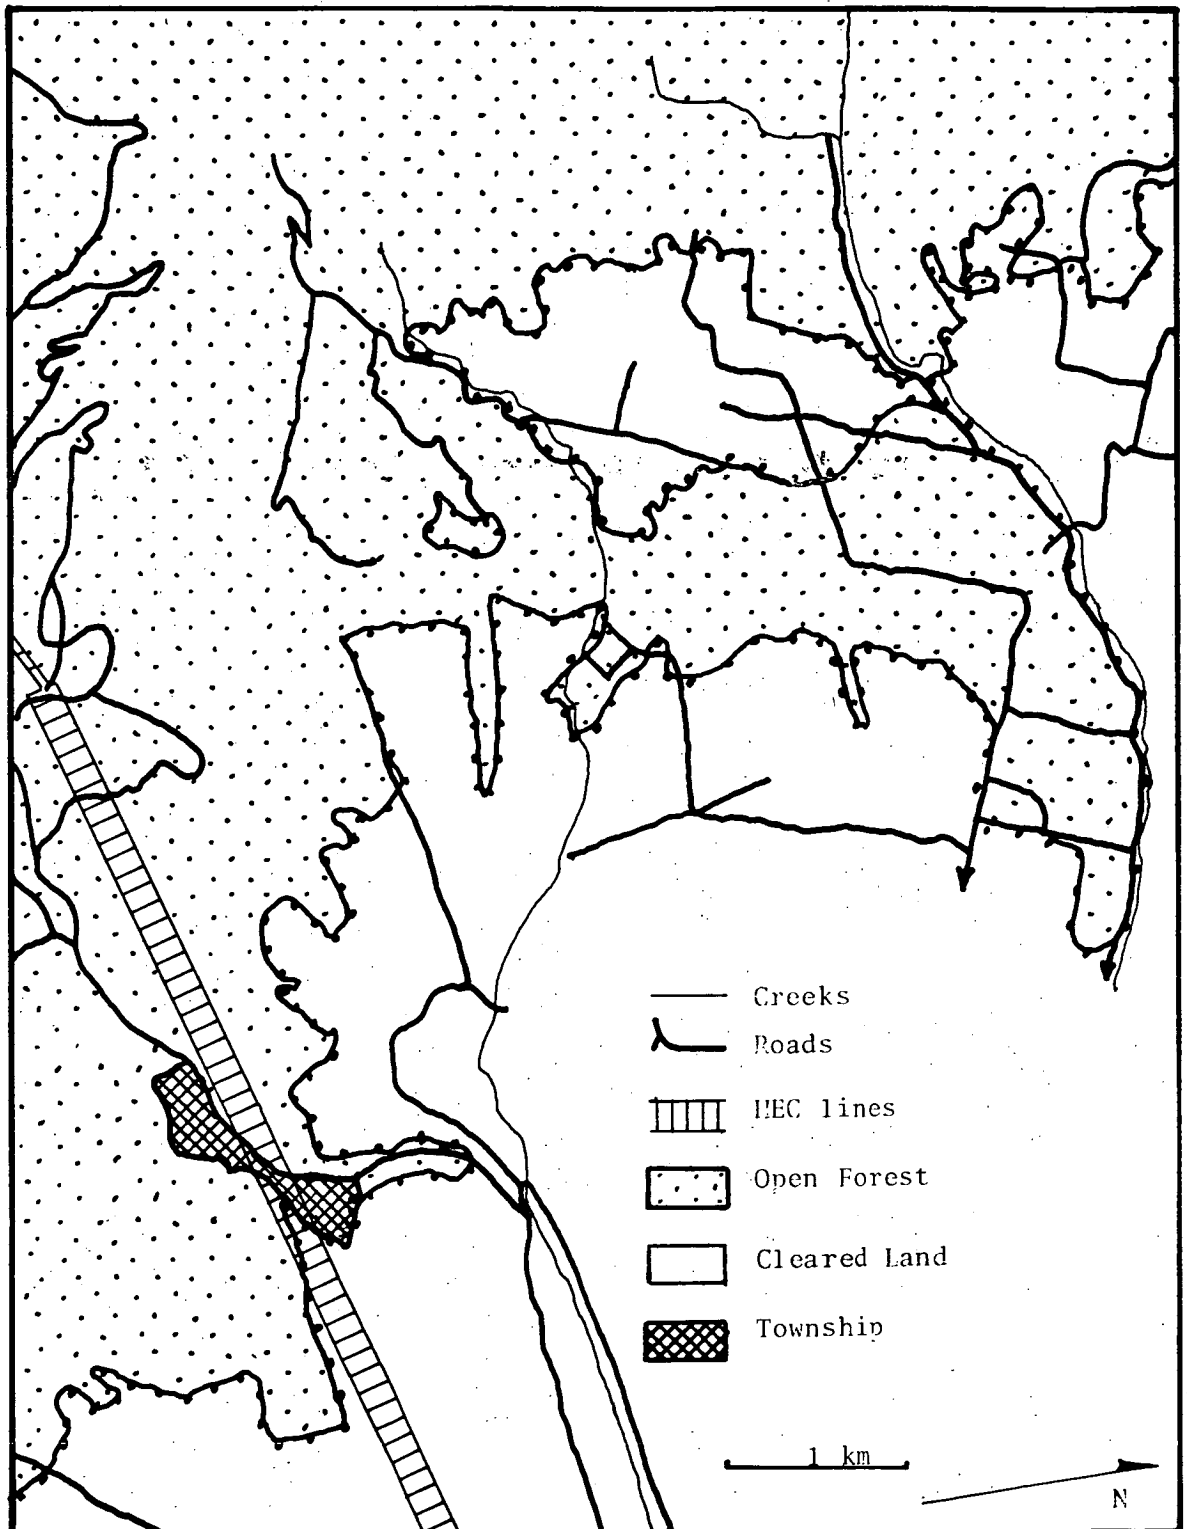 Creeks
Roads
HEC lines
Open Forest
Cleared Land
Township
1 km
N